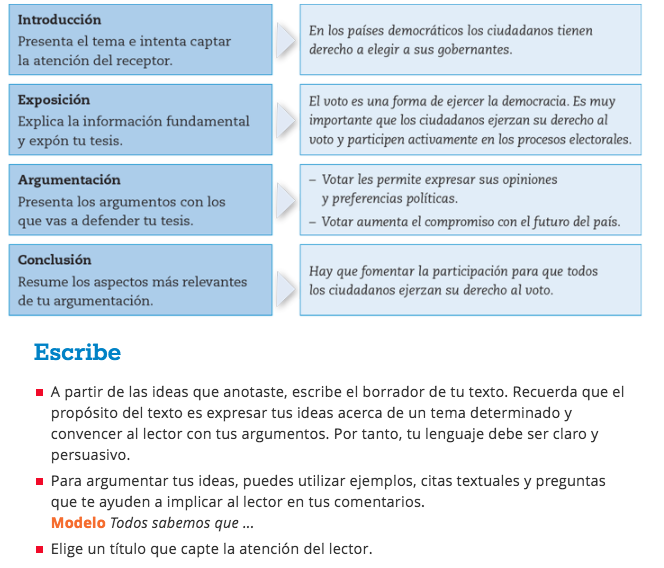 Introducción
Presenta el tema e intenta captar
la atención del receptor.
En los países democráticos los ciudadanos tienen
derecho a elegir a sus gobernantes.
Exposición
Explica la información fundamental
y expón tu tesis.
El voto es una forma de ejercer la democracia. Es muy
importante que los ciudadanos ejerzan su derecho al
voto y participen activamente en los procesos electorales.
Argumentación
Presenta los argumentos con los
que vas a defender tu tesis.
– Votar les permite expresar sus opiniones
y preferencias políticas.
– Votar aumenta el compromiso con el futuro del país.
Conclusión
Resume los aspectos más relevantes
de tu argumentación.
Hay que fomentar la participación para que todos
los ciudadanos ejerzan su derecho al voto.
Escribe
A partir de las ideas que anotaste, escribe el borrador de tu texto. Recuerda que el
propósito del texto es expresar tus ideas acerca de un tema determinado y
convencer al lector con tus argumentos. Por tanto, tu lenguaje debe ser claro y
persuasivo.
Para argumentar tus ideas, puedes utilizar ejemplos, citas textuales y preguntas
que te ayuden a implicar al lector en tus comentarios.
Modelo Todos sabemos que ...
Elige un título que capte la atención del lector.